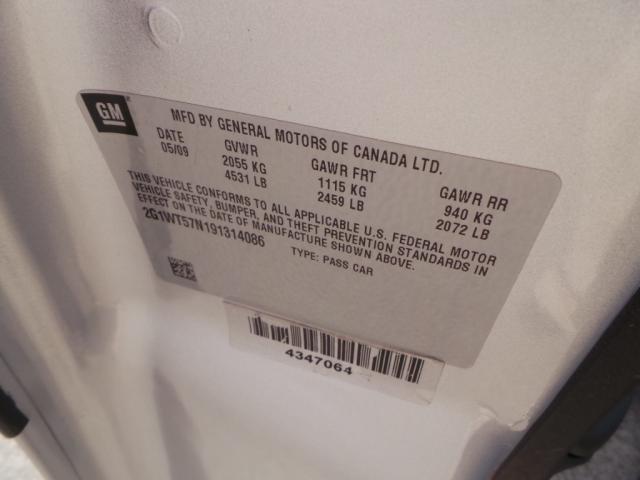 GM
MFD BY GENERAL MOTORS OF CANADA LTD.
DATE GVWR GAWR FRT GAWR RR
05/09 2055 KG 1115 KG 940 KG
4531 LB 2459 LB 2072 LB
THIS VEHICLE CONFORMS TO ALL APPLICABLE U.S. FEDERAL MOTOR
VEHICLE SAFETY, BUMPER, AND THEFT PREVENTION STANDARDS IN
EFFECT ON THE DATE OF MANUFACTURE SHOWN ABOVE.
2G1WT57N191314086
TYPE: PASS CAR
4347064